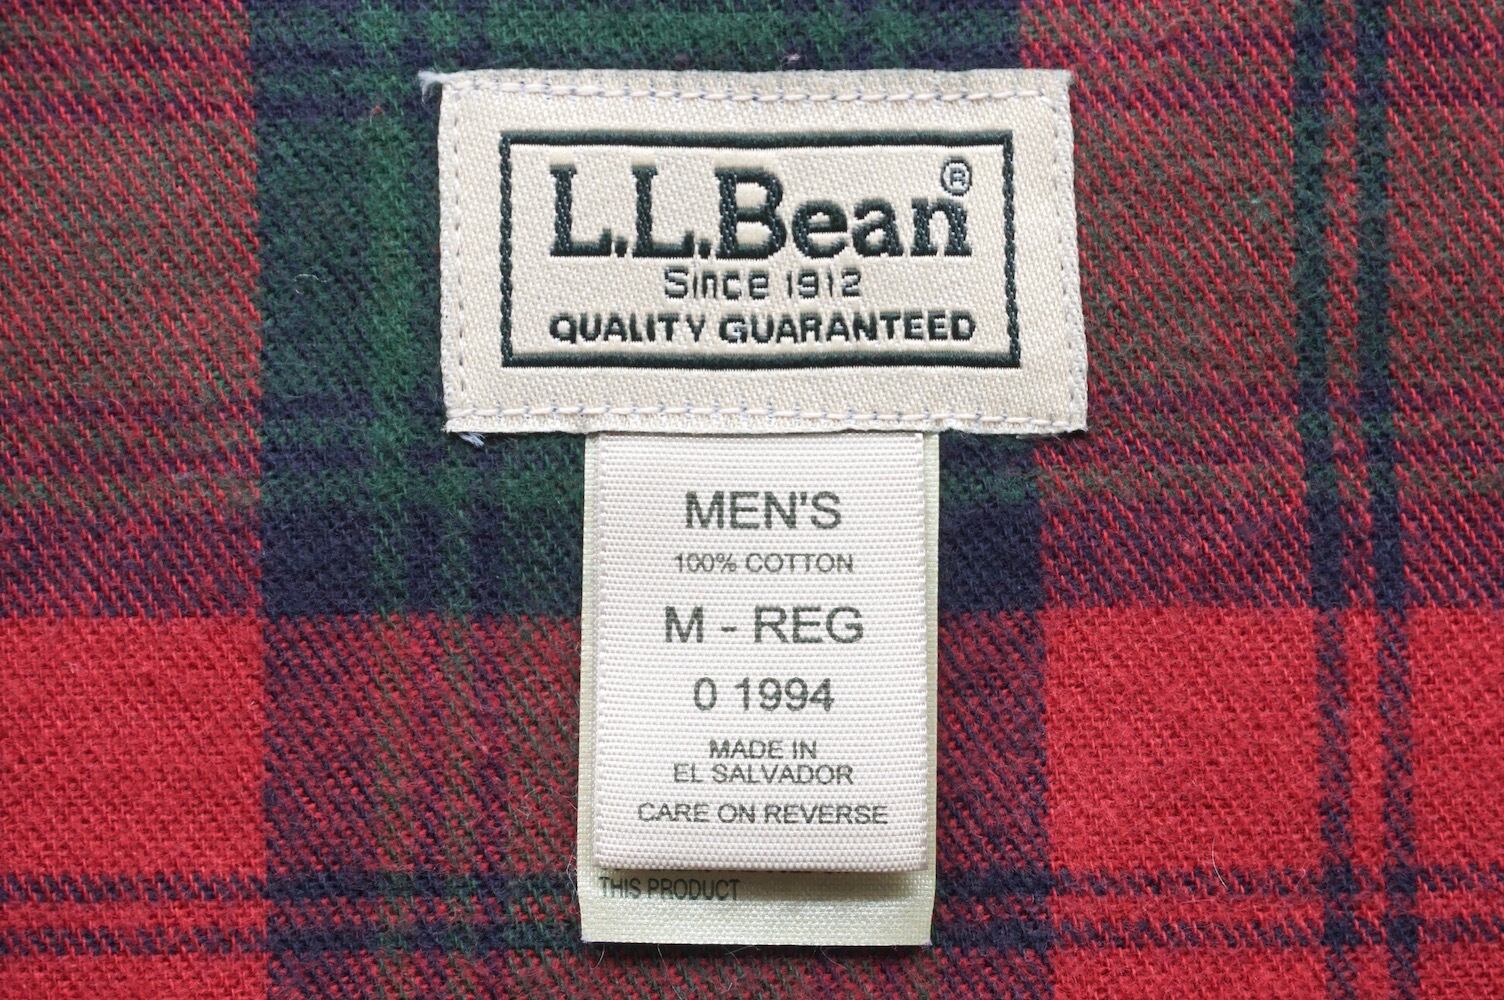 L.L.Bean®
Since 1912
QUALITY GUARANTEED
MEN'S
100% COTTON
M - REG
0 1994
MADE IN
EL SALVADOR
CARE ON REVERSE
THIS PRODUCT